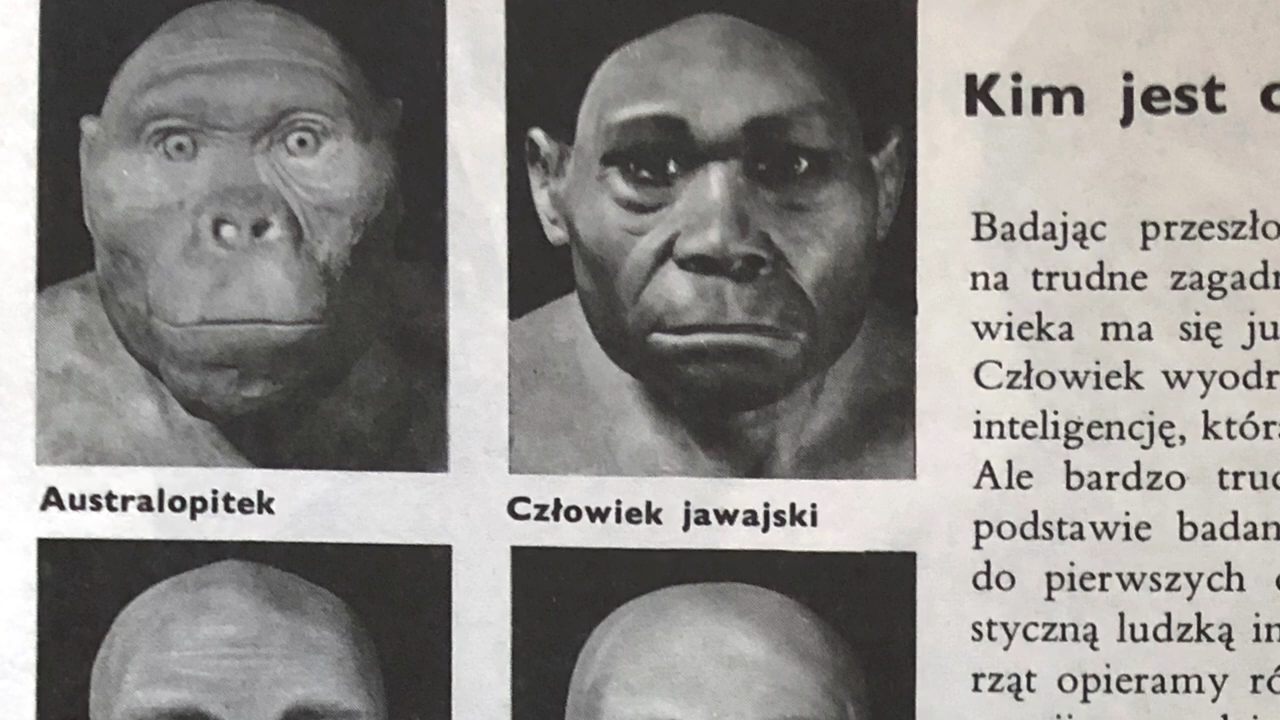 Australopitek
Człowiek jawajski
Kim jest
Badając
na trudne
wieka ma się
Człowiek
inteligencję,
Ale bardzo
podstawie
do pierwszych
styczną ludzką
rząt opieramy